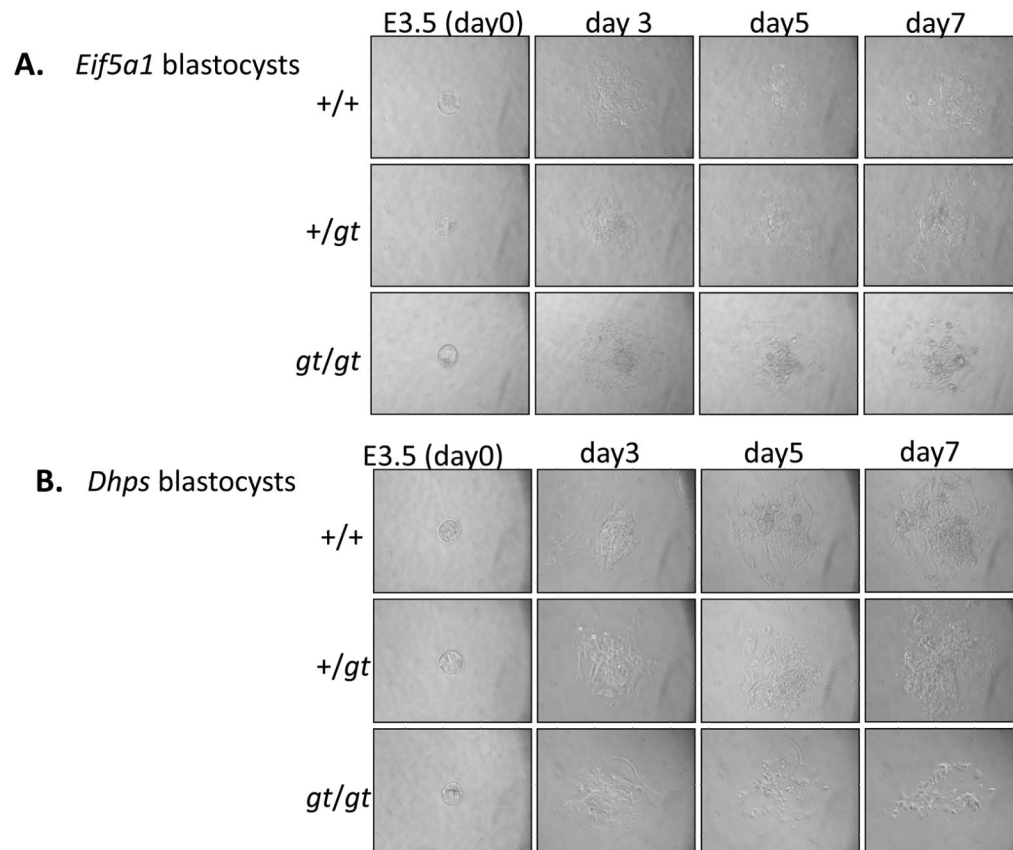 E3.5 (day0) day 3 day5 day7
A. Eif5a1 blastocysts
+/+
+/gt
gt/gt
E3.5 (day0) day3 day5 day7
B. Dhps blastocysts
+/+
+/gt
gt/gt